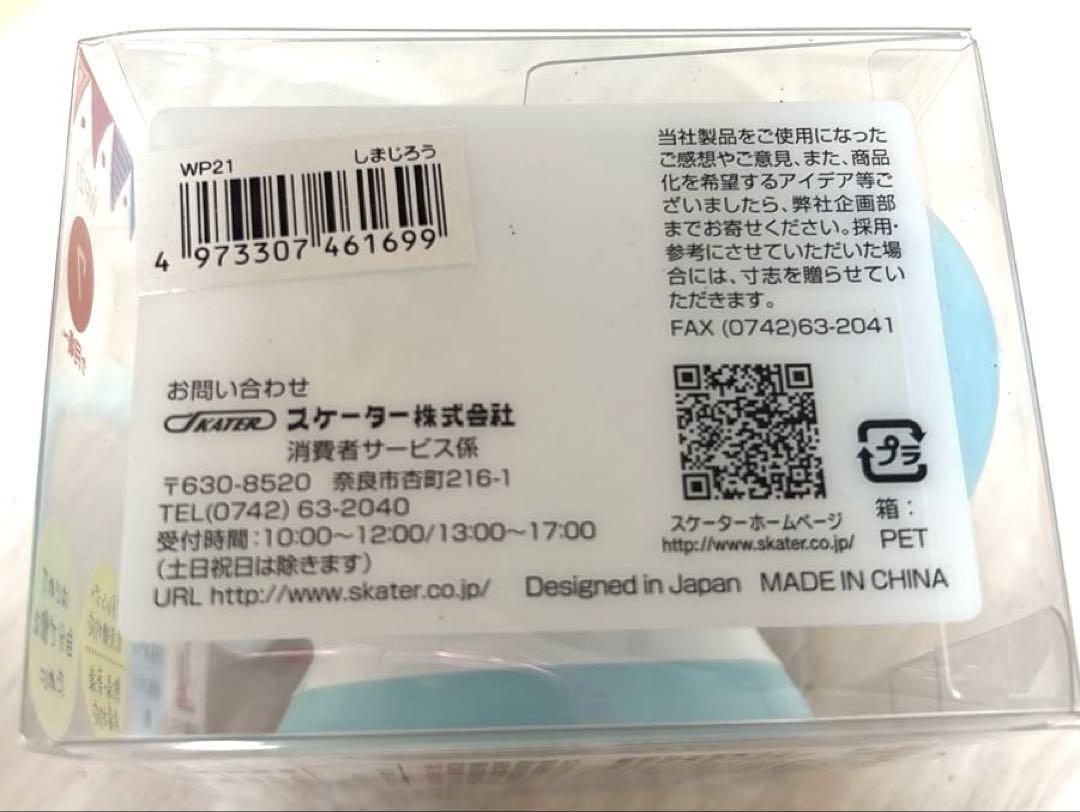 WP21 しまじろう
4 973307 461699
当社製品をご使用になった
ご感想やご意見、また、商品
化を希望するアイデア等ご
ざいましたら、弊社企画部
までお寄せください。採用・
参考にさせていただいた場
合には、寸志を贈らせてい
ただきます。
FAX (0742)63-2041
お問い合わせ
SKATER スケーター株式会社
消費者サービス係
〒630-8520 奈良市杏町216-1
TEL(0742) 63-2040
受付時間:10:00〜12:00/13:00〜17:00
(土日祝日は除きます)
URL http://www.skater.co.jp/
スケーターホームページ
http://www.skater.co.jp/
プラ
箱:
PET
Designed in Japan MADE IN CHINA